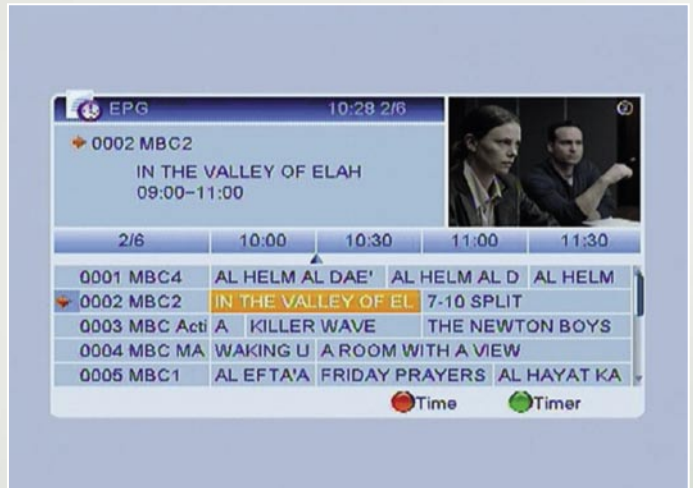 EPG 10:28 2/6
0002 MBC2
IN THE VALLEY OF ELAH
09:00-11:00
2/6 10:00 10:30 11:00 11:30
0001 MBC4 AL HELM AL DAE' AL HELM AL D AL HELM
0002 MBC2 IN THE VALLEY OF EL 7-10 SPLIT
0003 MBC Acti A KILLER WAVE THE NEWTON BOYS
0004 MBC MA WAKING U A ROOM WITH A VIEW
0005 MBC1 AL EFTA'A FRIDAY PRAYERS AL HAYAT KA
Time Timer